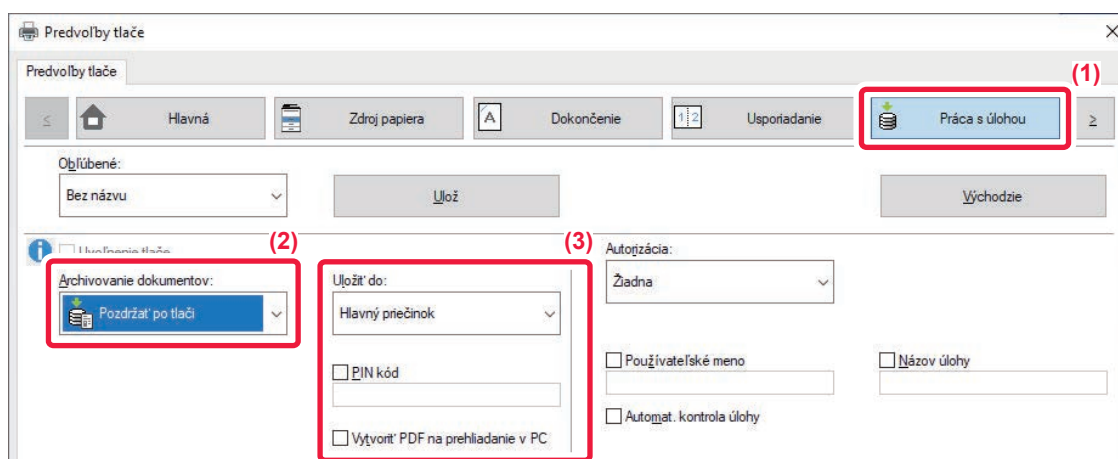 Predvoľby tlače
Predvoľby tlače
(1)
< Hlavná Zdroj papiera Dokončenie Usporiadanie Práca s úlohou >
Obľúbené:
Bez názvu Ulož Východzie
Uvoľnenie tlače (2) (3)
Autorizácia:
Archivovanie dokumentov: Uložiť do:
Žiadna
Pozdržať po tlači Hlavný priečinok
Používateľské meno Názov úlohy
PIN kód
Automat. kontrola úlohy
Vytvoriť PDF na prehliadanie v PC